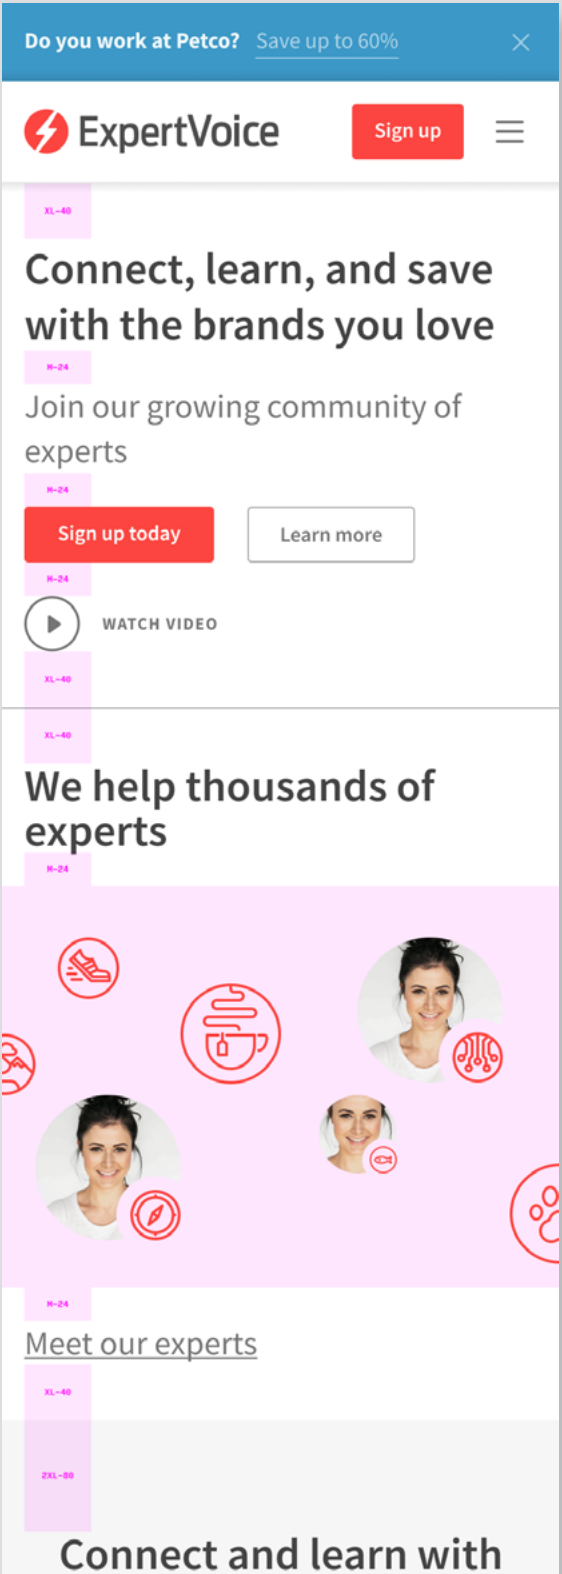 Do you work at Petco? Save up to 60%
ExpertVoice
Sign up
XL-40
Connect, learn, and save
with the brands you love
M-24
Join our growing community of
experts
M-24
Sign up today
Learn more
M-24
WATCH VIDEO
XL-40
XL-40
We help thousands of
experts
M-24
M-24
Meet our experts
XL-40
2XL-80
Connect and learn with